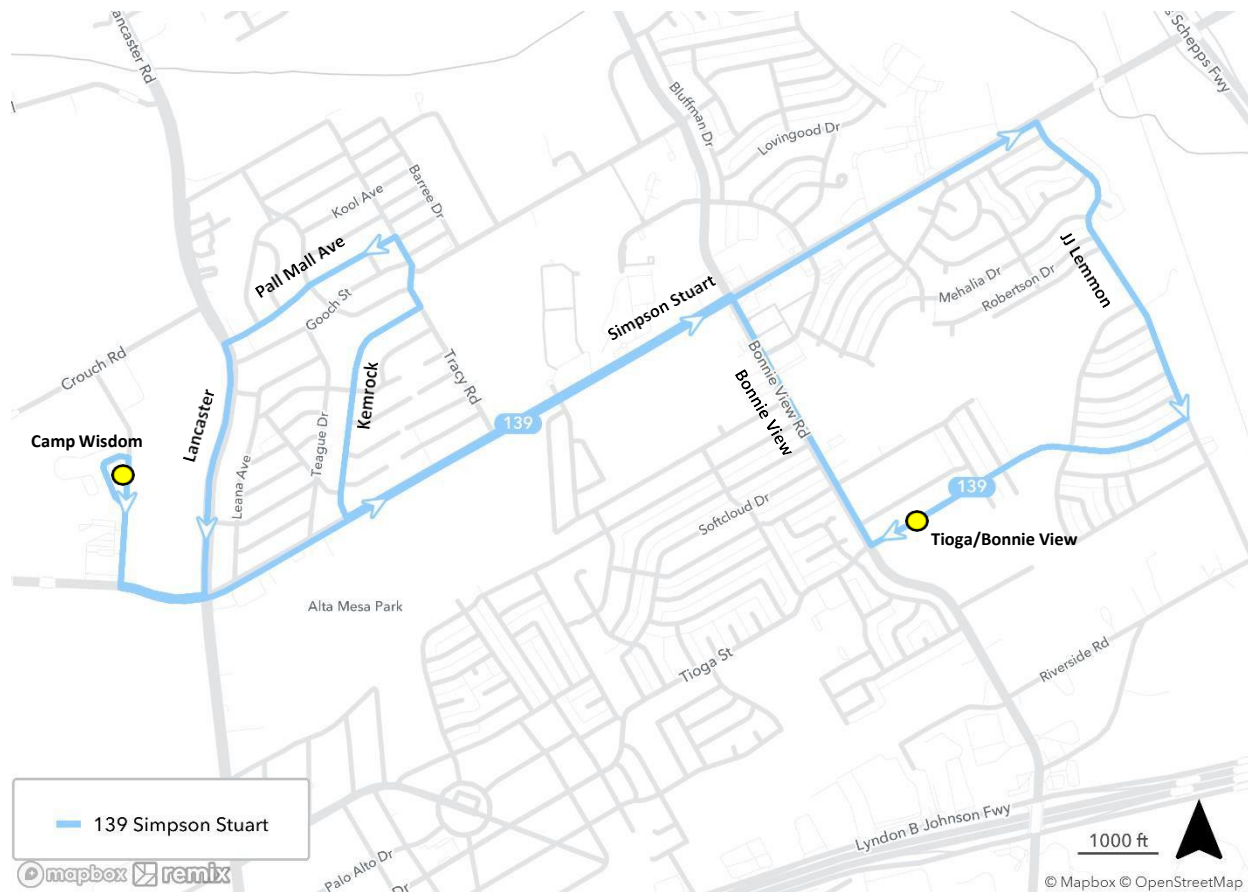 Lancaster Rd
s Schepps Fwy
Bluffman Dr
Lovingood Dr
Barree Dr
Kool Ave
Pall Mall Ave
JJ Lemmon
Mehalia Dr
Robertson Dr
Gooch St
Simpson Stuart
Crouch Rd
Tracy Rd
Kemrock
Bonnie View Rd
Bonnie View
Lancaster
139
Camp Wisdom
Teague Dr
Leana Ave
139
Softcloud Dr
Tioga/Bonnie View
Alta Mesa Park
Tioga St
Riverside Rd
139 Simpson Stuart
Lyndon B Johnson Fwy
1000 ft
Palo Alto Dr
mapbox remix
© Mapbox © OpenStreetMap